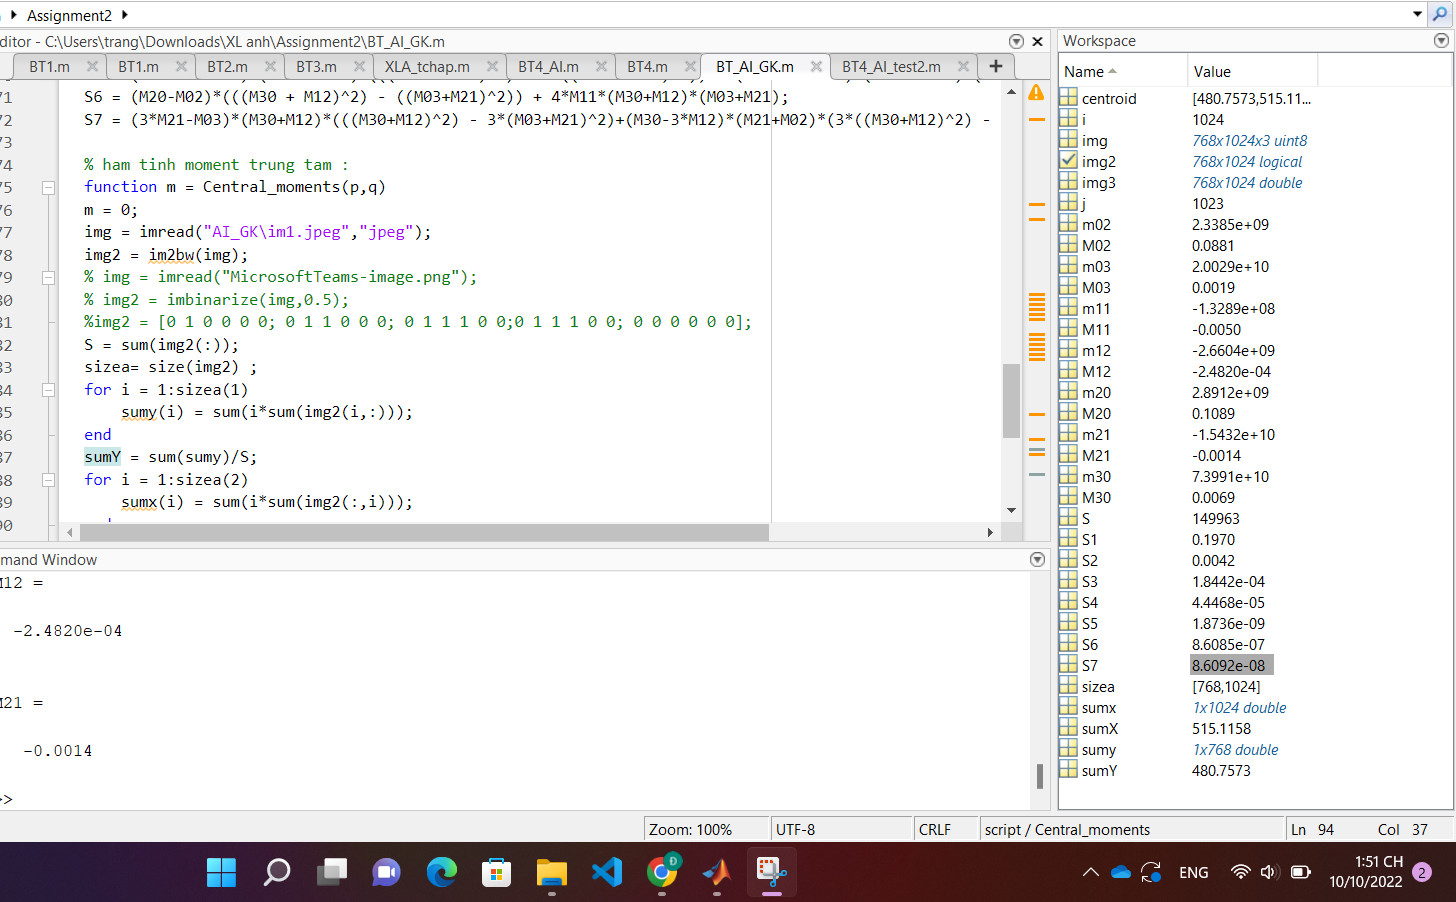 Assignment2
ditor - C:\Users\trang\Downloads\XL anh\Assignment2\BT_AI_GK.m
BT1.m BT1.m BT2.m BT3.m XLA_tchap.m BT4_AI.m BT4.m BT_AI_GK.m BT4_AI_test2.m
71 S6 = (M20-M02)*(((M30 + M12)^2) - ((M03+M21)^2)) + 4*M11*(M30+M12)*(M03+M21);
72 S7 = (3*M21-M03)*(M30+M12)*(((M30+M12)^2) - 3*(M03+M21)^2)+(M30-3*M12)*(M21+M02)*(3*((M30+M12)^2) -
73
74 % ham tinh moment trung tam :
75 function m = Central_moments(p,q)
76 m = 0;
77 img = imread("AI_GK\im1.jpeg","jpeg");
78 img2 = im2bw(img);
79 % img = imread("MicrosoftTeams-image.png");
80 % img2 = imbinarize(img,0.5);
81 %img2 = [0 1 0 0 0 0; 0 1 1 0 0 0; 0 1 1 1 0 0;0 1 1 1 0 0; 0 0 0 0 0 0];
82 S = sum(img2(:));
83 sizea= size(img2) ;
84 for i = 1:sizea(1)
85 sumy(i) = sum(i*sum(img2(i,:)));
86 end
87 sumY = sum(sumy)/S;
88 for i = 1:sizea(2)
89 sumx(i) = sum(i*sum(img2(:,i)));
90
mand Window
M12 =
-2.4820e-04
M21 =
-0.0014
>>
Workspace
Name Value
centroid [480.7573,515.11...
i 1024
img 768x1024x3 uint8
img2 768x1024 logical
img3 768x1024 double
j 1023
m02 2.3385e+09
M02 0.0881
m03 2.0029e+10
M03 0.0019
m11 -1.3289e+08
M11 -0.0050
m12 -2.6604e+09
M12 -2.4820e-04
m20 2.8912e+09
M20 0.1089
m21 -1.5432e+10
M21 -0.0014
m30 7.3991e+10
M30 0.0069
S 149963
S1 0.1970
S2 0.0042
S3 1.8442e-04
S4 4.4468e-05
S5 1.8736e-09
S6 8.6085e-07
S7 8.6092e-08
sizea [768,1024]
sumx 1x1024 double
sumX 515.1158
sumy 1x768 double
sumY 480.7573
Zoom: 100% UTF-8 CRLF script / Central_moments Ln 94 Col 37
Đ
ENG
1:51 CH
10/10/2022
2